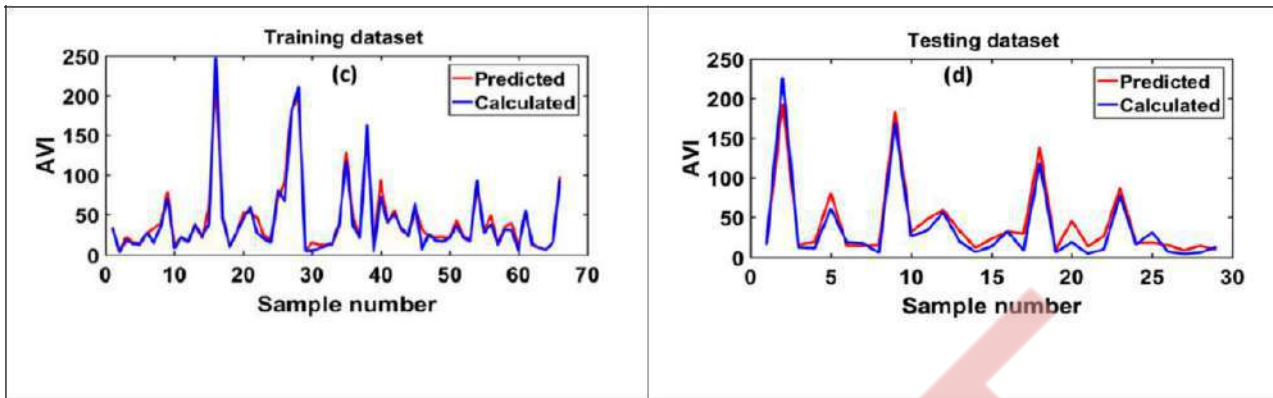 Training dataset
(c)
Predicted
Calculated
250
200
150
100
50
0
AVI
0 10 20 30 40 50 60 70
Sample number
Testing dataset
(d)
Predicted
Calculated
250
200
150
100
50
0
AVI
0 5 10 15 20 25 30
Sample number